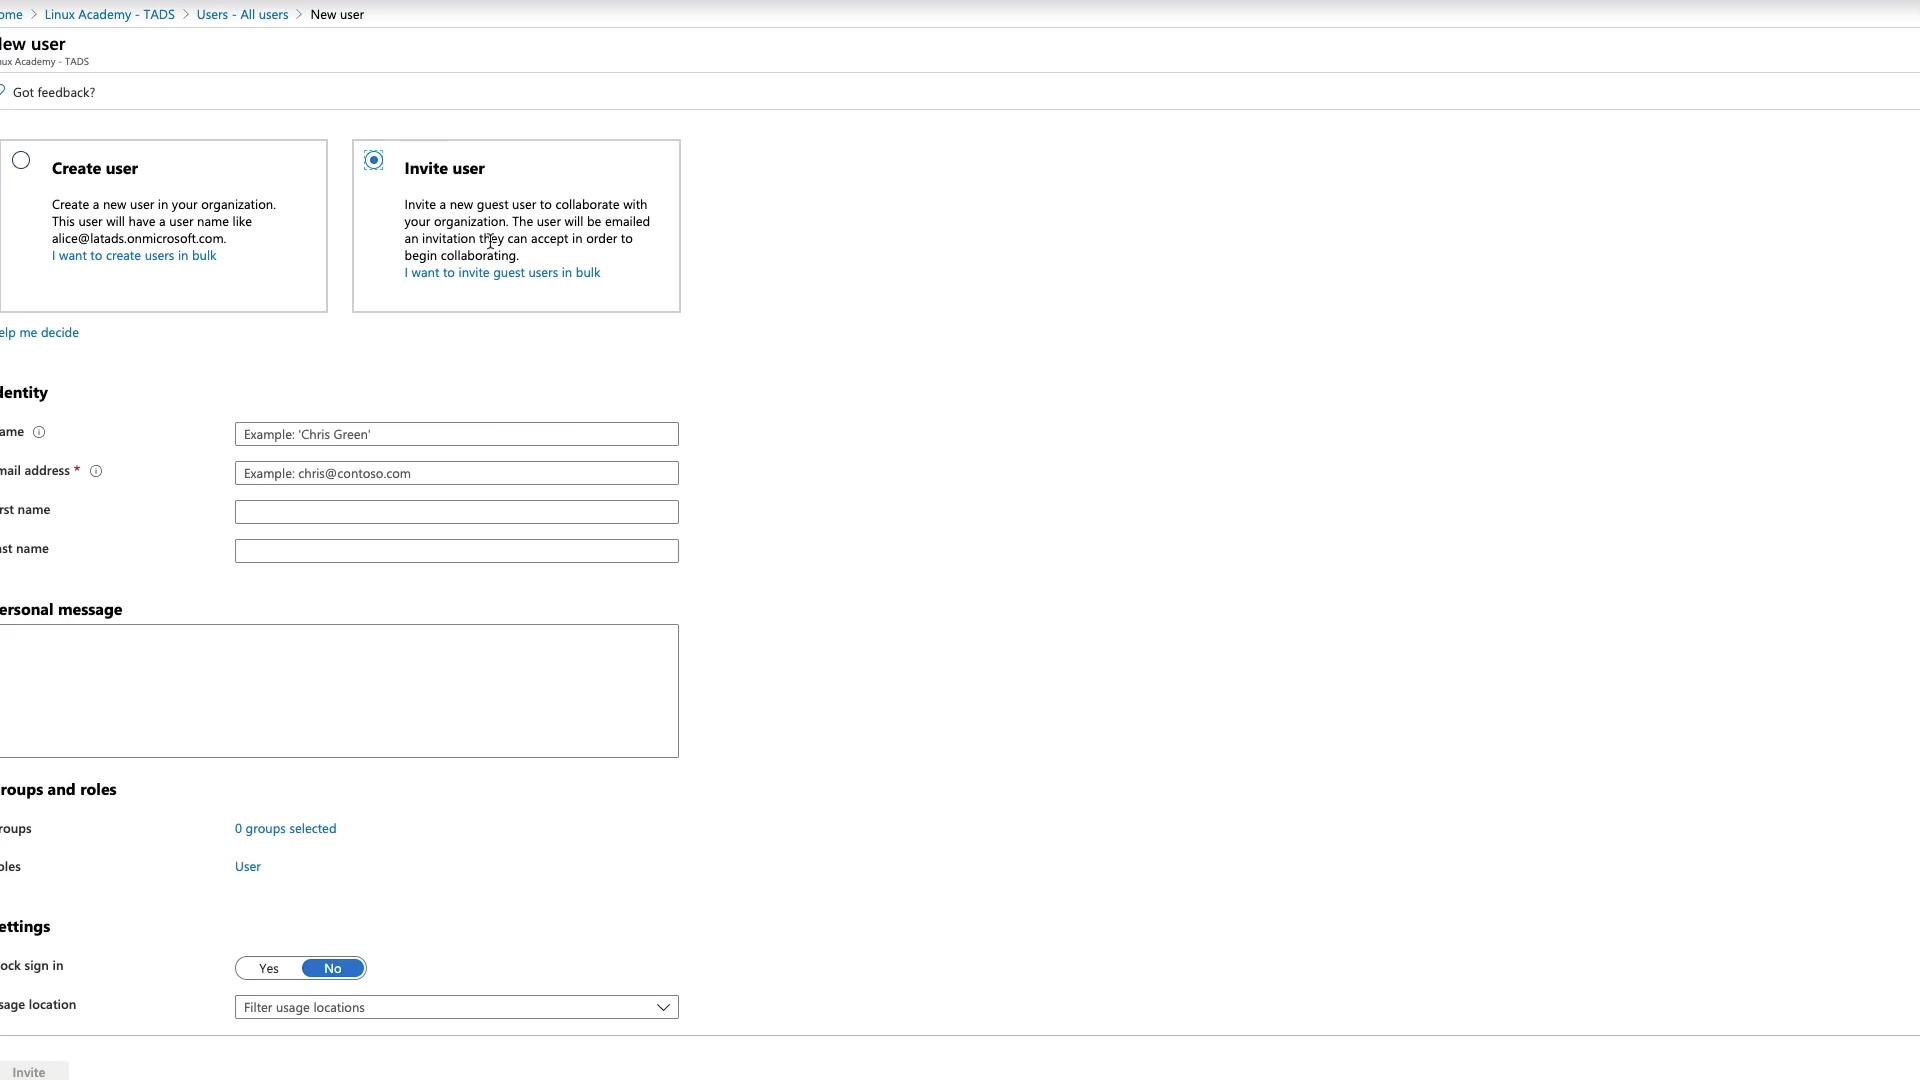 ome > Linux Academy - TADS > Users - All users > New user
lew user
nux Academy - TADS
Got feedback?
Create user
Create a new user in your organization.
This user will have a user name like
alice@latads.onmicrosoft.com.
I want to create users in bulk
Invite user
Invite a new guest user to collaborate with
your organization. The user will be emailed
an invitation they can accept in order to
begin collaborating.
I want to invite guest users in bulk
elp me decide
dentity
ame
Example: 'Chris Green'
mail address *
Example: chris@contoso.com
rst name
ast name
ersonal message
roups and roles
roups
0 groups selected
oles
User
ettings
ock sign in
Yes No
sage location
Filter usage locations
Invite